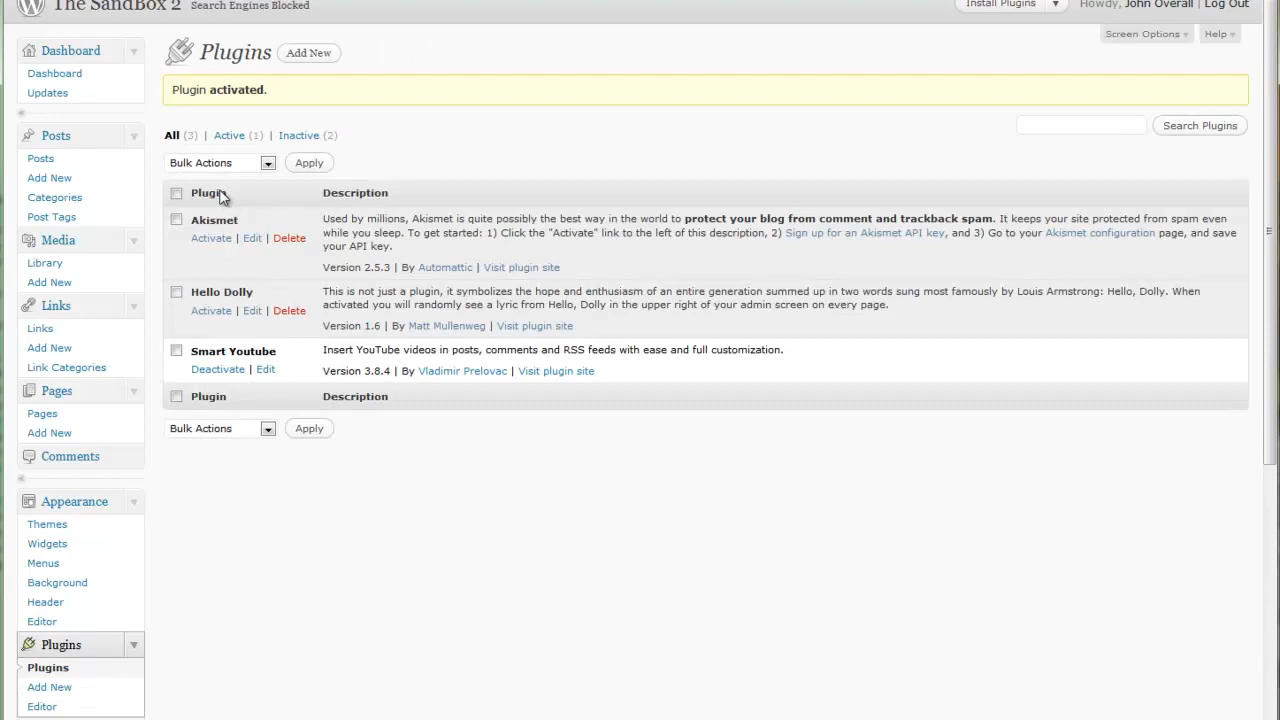 The SandBox 2 Search Engines Blocked
Install Plugins Howdy, John Overall | Log Out
Screen Options Help
Dashboard
Dashboard
Updates
Posts
Posts
Add New
Categories
Post Tags
Media
Library
Add New
Links
Links
Add New
Link Categories
Pages
Pages
Add New
Comments
Appearance
Themes
Widgets
Menus
Background
Header
Editor
Plugins
Plugins
Add New
Editor
Plugins Add New
Plugin activated.
All (3) | Active (1) | Inactive (2)
Search Plugins
Bulk Actions Apply
Plugin Description
Akismet
Activate | Edit | Delete
Used by millions, Akismet is quite possibly the best way in the world to protect your blog from comment and trackback spam. It keeps your site protected from spam even
while you sleep. To get started: 1) Click the "Activate" link to the left of this description, 2) Sign up for an Akismet API key, and 3) Go to your Akismet configuration page, and save
your API key.
Version 2.5.3 | By Automattic | Visit plugin site
Hello Dolly
Activate | Edit | Delete
This is not just a plugin, it symbolizes the hope and enthusiasm of an entire generation summed up in two words sung most famously by Louis Armstrong: Hello, Dolly. When
activated you will randomly see a lyric from Hello, Dolly in the upper right of your admin screen on every page.
Version 1.6 | By Matt Mullenweg | Visit plugin site
Smart Youtube
Deactivate | Edit
Insert YouTube videos in posts, comments and RSS feeds with ease and full customization.
Version 3.8.4 | By Vladimir Prelovac | Visit plugin site
Plugin Description
Bulk Actions Apply